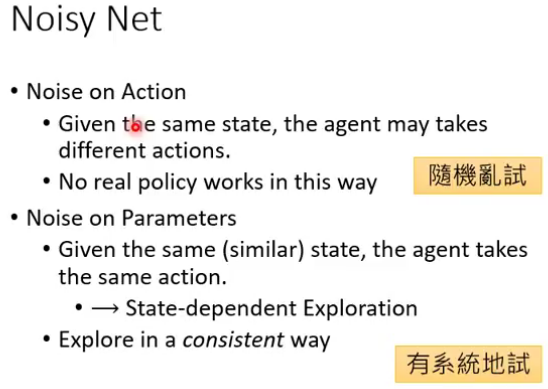 Noisy Net
• Noise on Action
• Given the same state, the agent may takes
different actions.
• No real policy works in this way
隨機亂試
• Noise on Parameters
• Given the same (similar) state, the agent takes
the same action.
• → State-dependent Exploration
• Explore in a consistent way
有系統地試